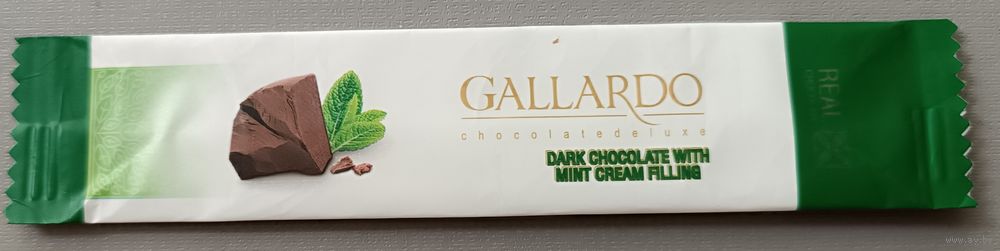 GALLARDO
chocolatedeluxe
DARK CHOCOLATE WITH
MINT CREAM FILLING
REAL